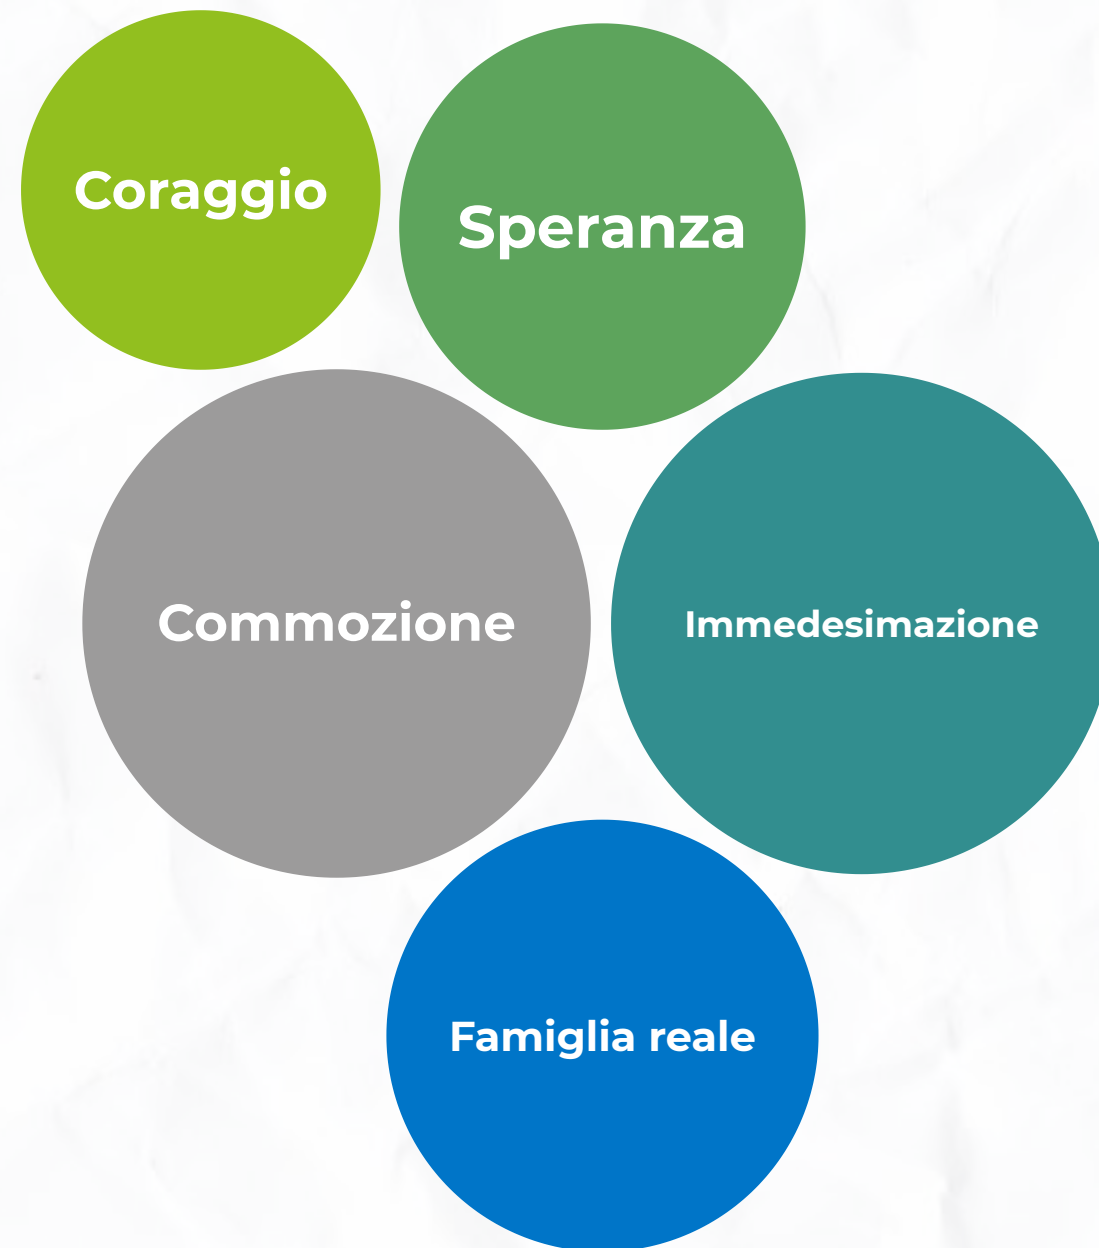 Coraggio
Speranza
Commozione
Immedesimazione
Famiglia reale